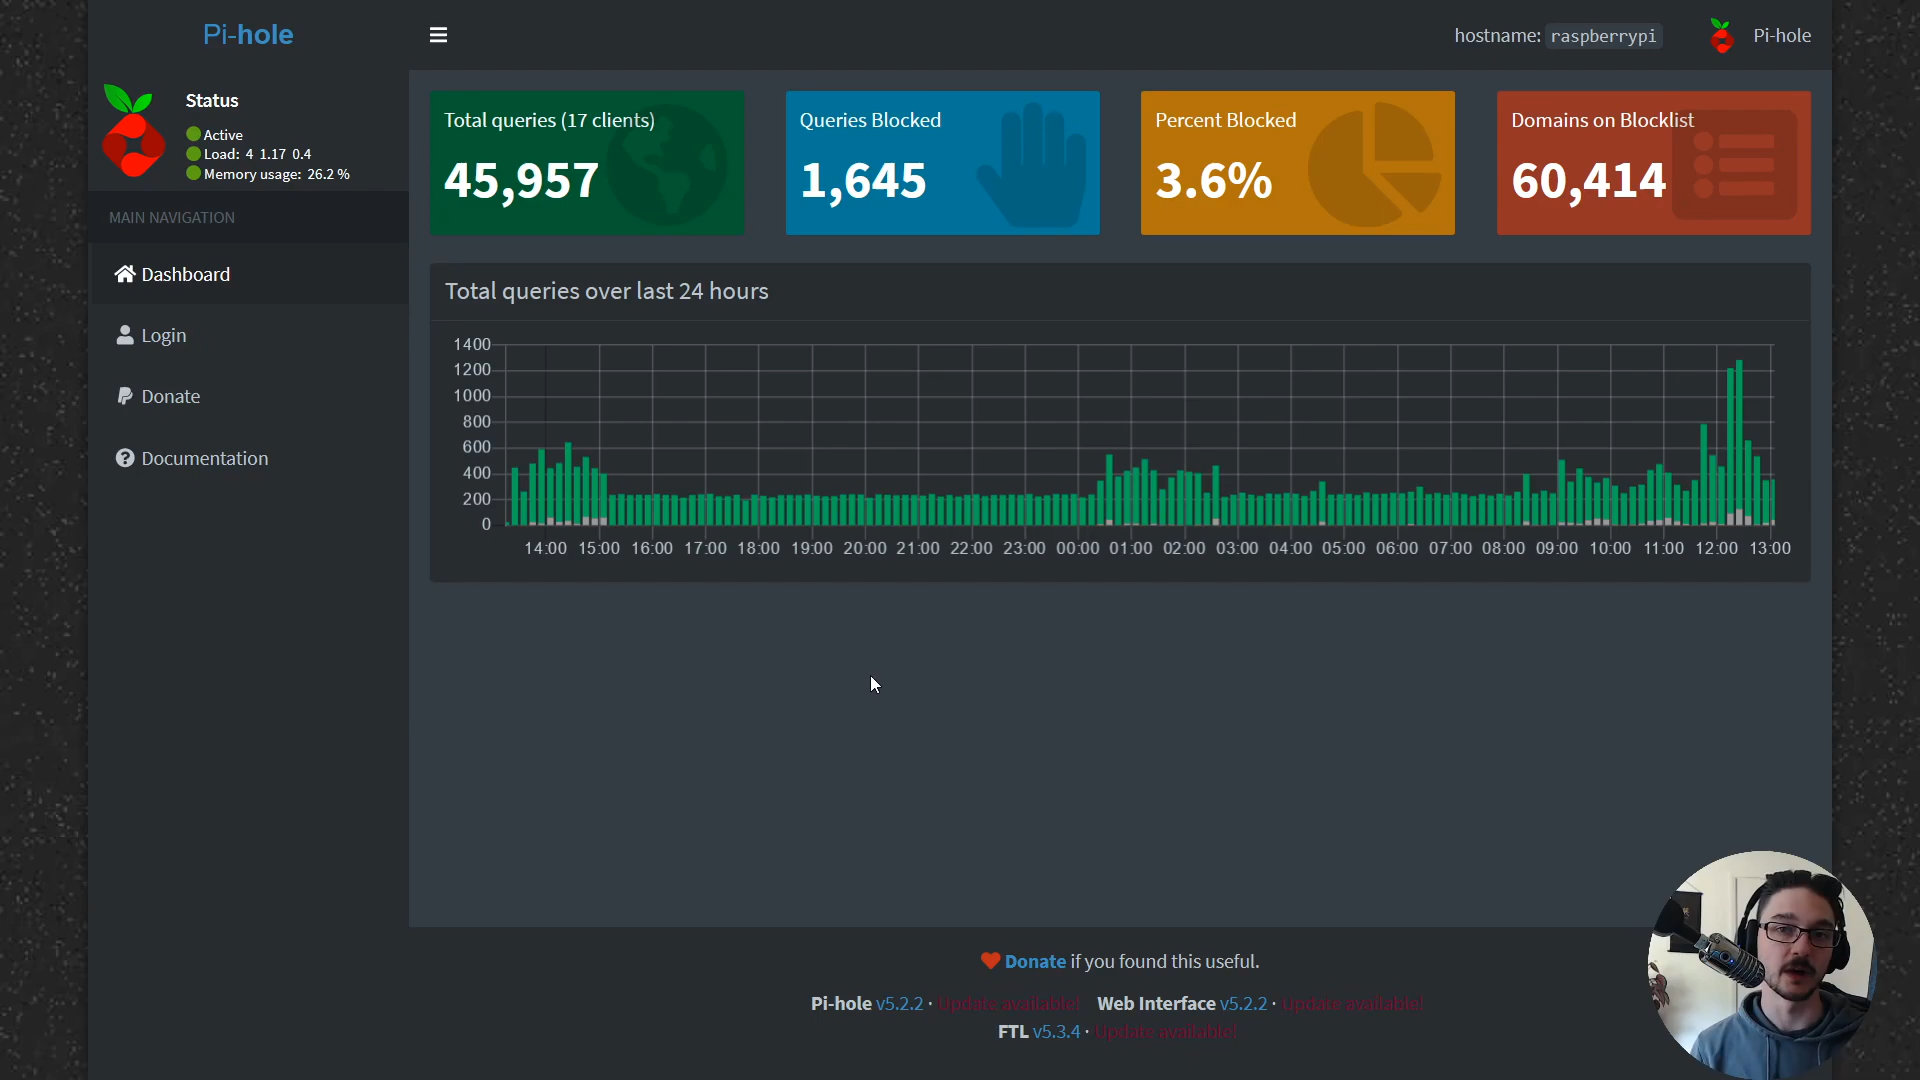 Pi-hole
hostname: raspberrypi
Pi-hole
Status
Active
Load: 4 1.17 0.4
Memory usage: 26.2 %
MAIN NAVIGATION
Dashboard
Login
Donate
Documentation
Total queries (17 clients)
45,957
Queries Blocked
1,645
Percent Blocked
3.6%
Domains on Blocklist
60,414
Total queries over last 24 hours
1400
1200
1000
800
600
400
200
0
14:00 15:00 16:00 17:00 18:00 19:00 20:00 21:00 22:00 23:00 00:00 01:00 02:00 03:00 04:00 05:00 06:00 07:00 08:00 09:00 10:00 11:00 12:00 13:00
Donate if you found this useful.
Pi-hole v5.2.2 · Update available! Web Interface v5.2.2 · Update available!
FTL v5.3.4 · Update available!